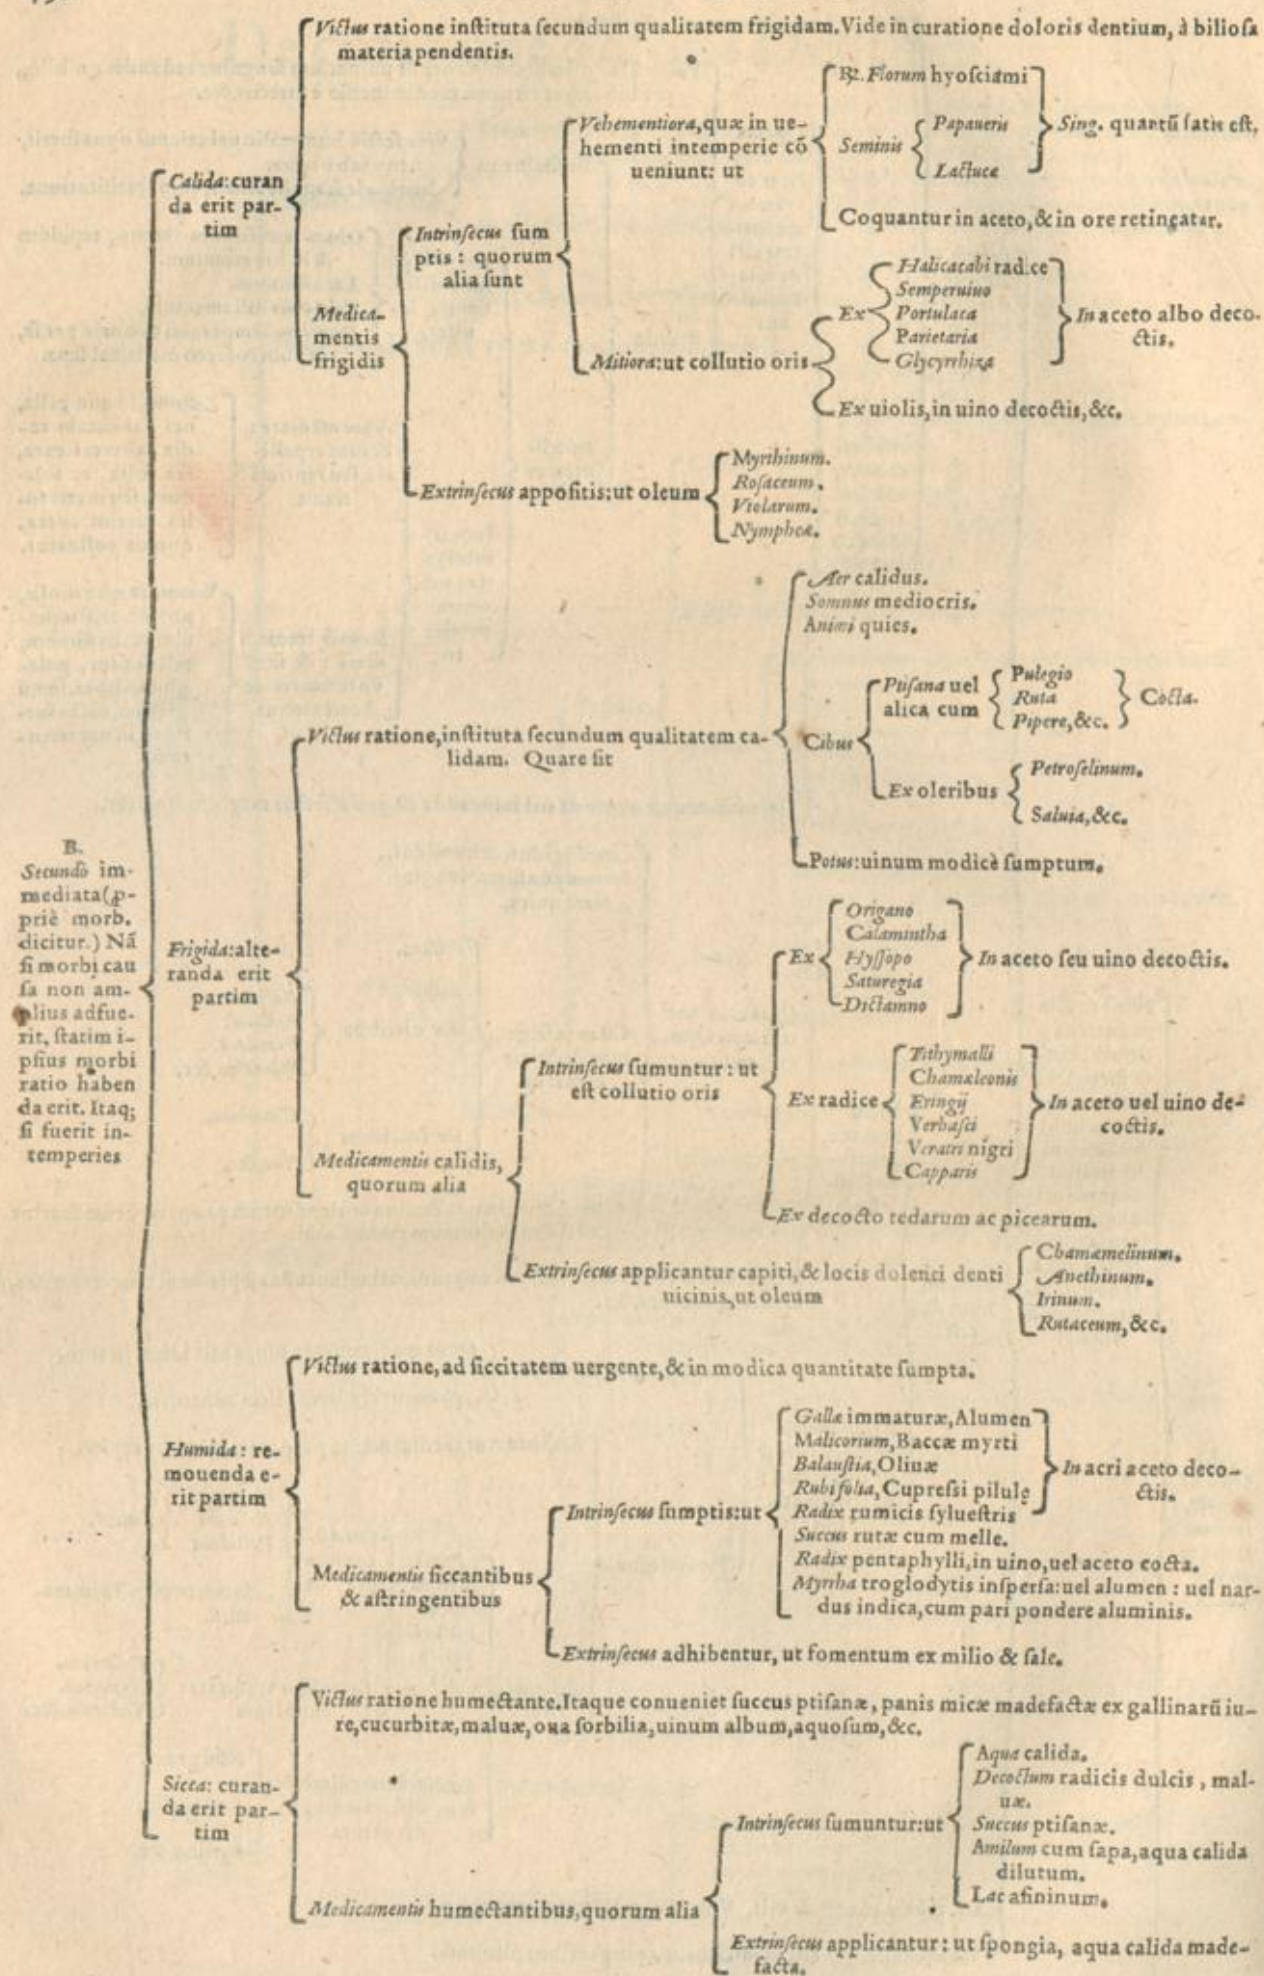 Victus ratione inſtituta ſecundum qualitatem frigidam. Vide in curatione doloris dentium, à bilioſa
materia pendentis.
℞. Florum hyoſciami
Vehementiora, quæ in ue-
hementi intemperie cõ
ueniunt: ut
Seminis
Papaueris
Lactucæ
Sing. quantũ ſatis eſt,
Coquantur in aceto, & in ore retineatur.
Calida: curan
da erit par-
tim
Intrinſecus ſum
ptis: quorum
alia ſunt
Medica-
mentis
frigidis
Mitiora: ut collutio oris
Ex
Halicacabi radice
Semperuiuo
Portulaca
Parietaria
Glycyrrhiza
In aceto albo deco-
ctis.
Ex uiolis, in uino decoctis, &c.
Extrinſecus appoſitis: ut oleum
Myrthinum.
Roſaceum.
Violarum.
Nympheæ.
B.
Secundò im-
mediata (p-
priè morb.
dicitur.) Nã
ſi morbi cau
ſa non am-
plius adfue-
rit, ſtatim i-
pſius morbi
ratio haben
da erit. Itaq;
ſi fuerit in-
temperies
Frigida: alte-
randa erit
partim
Victus ratione, inſtituta ſecundum qualitatem ca-
lidam. Quare ſit
Aer calidus.
Somnus mediocris.
Animi quies.
Cibus
Ptiſana uel
alica cum
Pulegio
Ruta
Pipere, &c.
Cocta.
Ex oleribus
Petroſelinum.
Saluia, &c.
Potus: uinum modicè ſumptum.
Medicamentis calidis,
quorum alia
Intrinſecus ſumuntur: ut
eſt collutio oris
Ex
Origano
Calamintha
Hyſſopo
Saturegia
Dictamno
In aceto ſeu uino decoctis.
Ex radice
Tithymalli
Chamæleonis
Eringij
Verbaſci
Veratri nigri
Capparis
In aceto uel uino de-
coctis.
Ex decocto tedarum ac picearum.
Extrinſecus applicantur capiti, & locis dolenti denti
uicinis, ut oleum
Chamæmelinum.
Anethinum.
Irinum.
Rutaceum, &c.
Humida: re-
mouenda e-
rit partim
Victus ratione, ad ſiccitatem uergente, & in modica quantitate ſumpta.
Medicamentis ſiccantibus
& aſtringentibus
Intrinſecus ſumptis: ut
Gallæ immaturæ, Alumen
Malicorium, Baccæ myrti
Balauſtia, Oliuæ
Rubi folia, Cupreſsi pilulę
Radix rumicis ſylueſtris
In acri aceto deco-
ctis.
Succus rutæ cum melle.
Radix pentaphylli, in uino, uel aceto cocta.
Myrrha troglodytis inſperſa: uel alumen: uel nar-
dus indica, cum pari pondere aluminis.
Extrinſecus adhibentur, ut fomentum ex milio & ſale.
Sicca: curan-
da erit par-
tim
Victus ratione humectante. Itaque conueniet ſuccus ptiſanæ, panis micæ madefactæ ex gallinarũ iu-
re, cucurbitæ, maluæ, oua ſorbilia, uinum album, aquoſum, &c.
Medicamentis humectantibus, quorum alia
Intrinſecus ſumuntur: ut
Aqua calida.
Decoctum radicis dulcis, mal-
uæ.
Succus ptiſanæ.
Amilum cum ſapa, aqua calida
dilutum.
Lac aſininum.
Extrinſecus applicantur: ut ſpongia, aqua calida made-
facta.